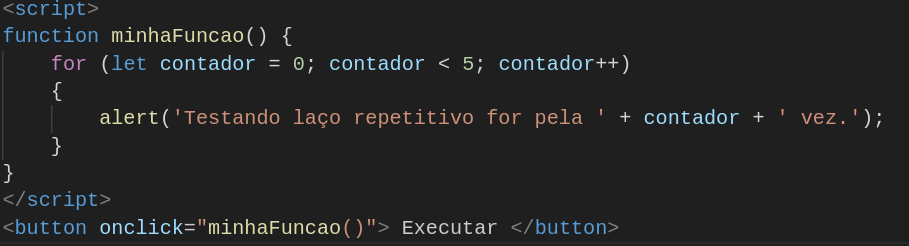 <script>
function minhaFuncao() {
    for (let contador = 0; contador < 5; contador++)
    {
        alert('Testando laço repetitivo for pela ' + contador + ' vez.');
    }
}
</script>
<button onclick="minhaFuncao()"> Executar </button>